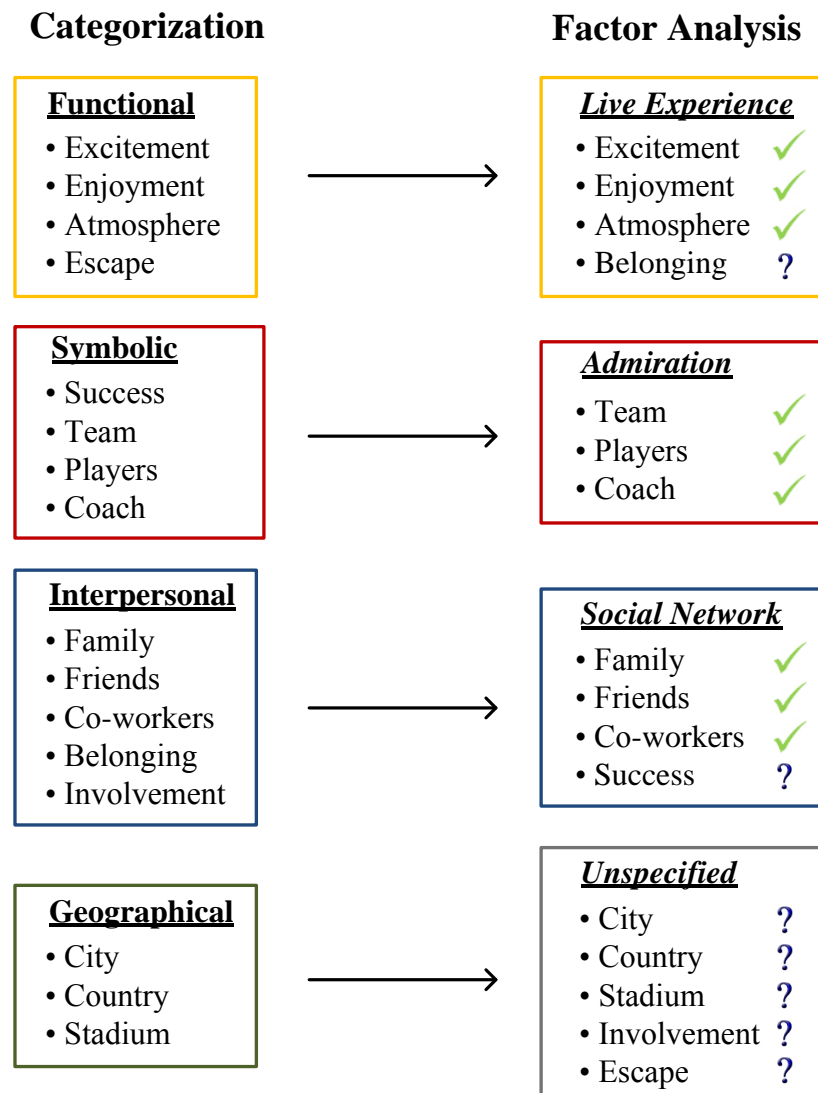 Categorization
Factor Analysis
Functional
• Excitement
• Enjoyment
• Atmosphere
• Escape
Live Experience
• Excitement ✓
• Enjoyment ✓
• Atmosphere ✓
• Belonging ?
Symbolic
• Success
• Team
• Players
• Coach
Admiration
• Team ✓
• Players ✓
• Coach ✓
Interpersonal
• Family
• Friends
• Co-workers
• Belonging
• Involvement
Social Network
• Family ✓
• Friends ✓
• Co-workers ✓
• Success ?
Geographical
• City
• Country
• Stadium
Unspecified
• City ?
• Country ?
• Stadium ?
• Involvement ?
• Escape ?